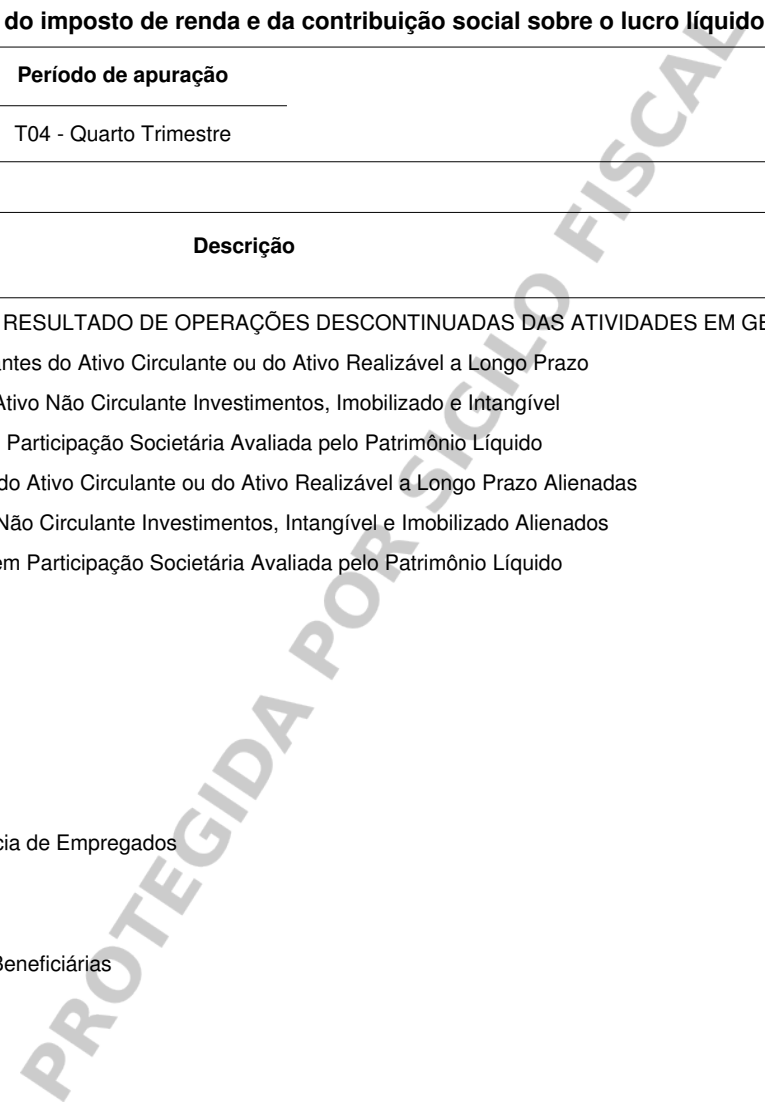 do imposto de renda e da contribuição social sobre o lucro líquido
Período de apuração
T04 - Quarto Trimestre
Descrição
RESULTADO DE OPERAÇÕES DESCONTINUADAS DAS ATIVIDADES EM GE
ntes do Ativo Circulante ou do Ativo Realizável a Longo Prazo
Ativo Não Circulante Investimentos, Imobilizado e Intangível
Participação Societária Avaliada pelo Patrimônio Líquido
do Ativo Circulante ou do Ativo Realizável a Longo Prazo Alienadas
Não Circulante Investimentos, Intangível e Imobilizado Alienados
em Participação Societária Avaliada pelo Patrimônio Líquido
cia de Empregados
Beneficiárias
PROTEGIDA POR SIGILO FISCAL